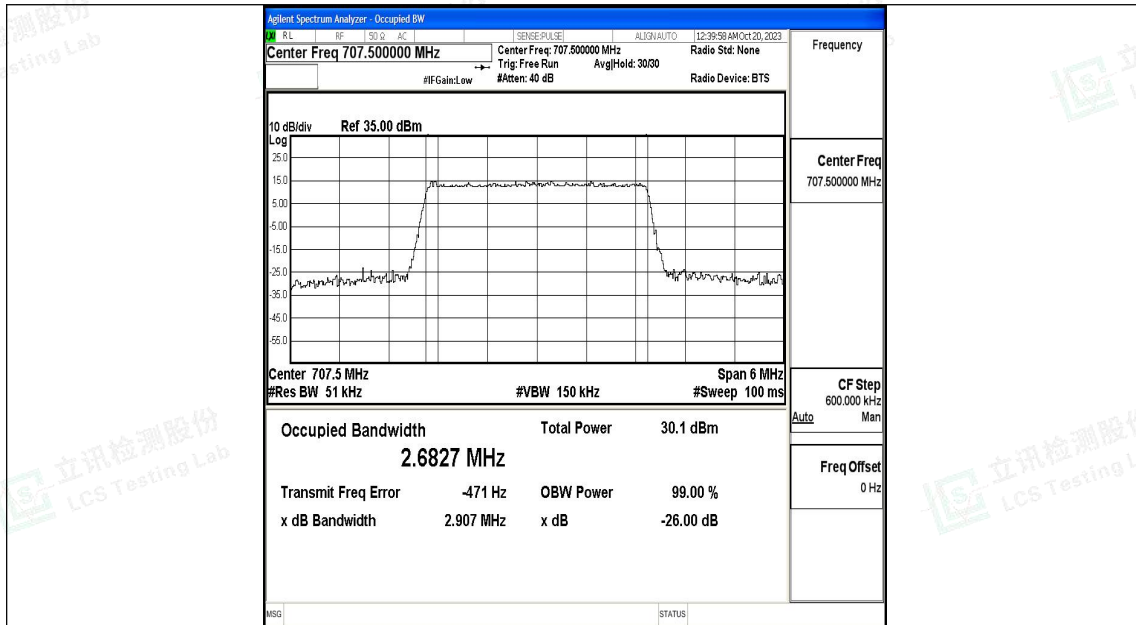 Agilent Spectrum Analyzer - Occupied BW
RL RF 50 Ω AC SENSE:PULSE ALIGNAUTO 12:39:58 AM Oct 20, 2023
Center Freq 707.500000 MHz
Center Freq: 707.500000 MHz Radio Std: None
Trig: Free Run Avg|Hold: 30/30
#IFGain:Low #Atten: 40 dB Radio Device: BTS
10 dB/div Ref 35.00 dBm
Log
25.0
15.0
5.00
-5.00
-15.0
-25.0
-35.0
-45.0
-55.0
Center 707.5 MHz Span 6 MHz
#Res BW 51 kHz #VBW 150 kHz #Sweep 100 ms
Occupied Bandwidth Total Power 30.1 dBm
2.6827 MHz
Transmit Freq Error -471 Hz OBW Power 99.00 %
x dB Bandwidth 2.907 MHz x dB -26.00 dB
MSG STATUS
Frequency
Center Freq
707.500000 MHz
CF Step
600.000 kHz
Auto Man
Freq Offset
0 Hz
立讯检测股份
LCS Testing Lab
立讯检测股份